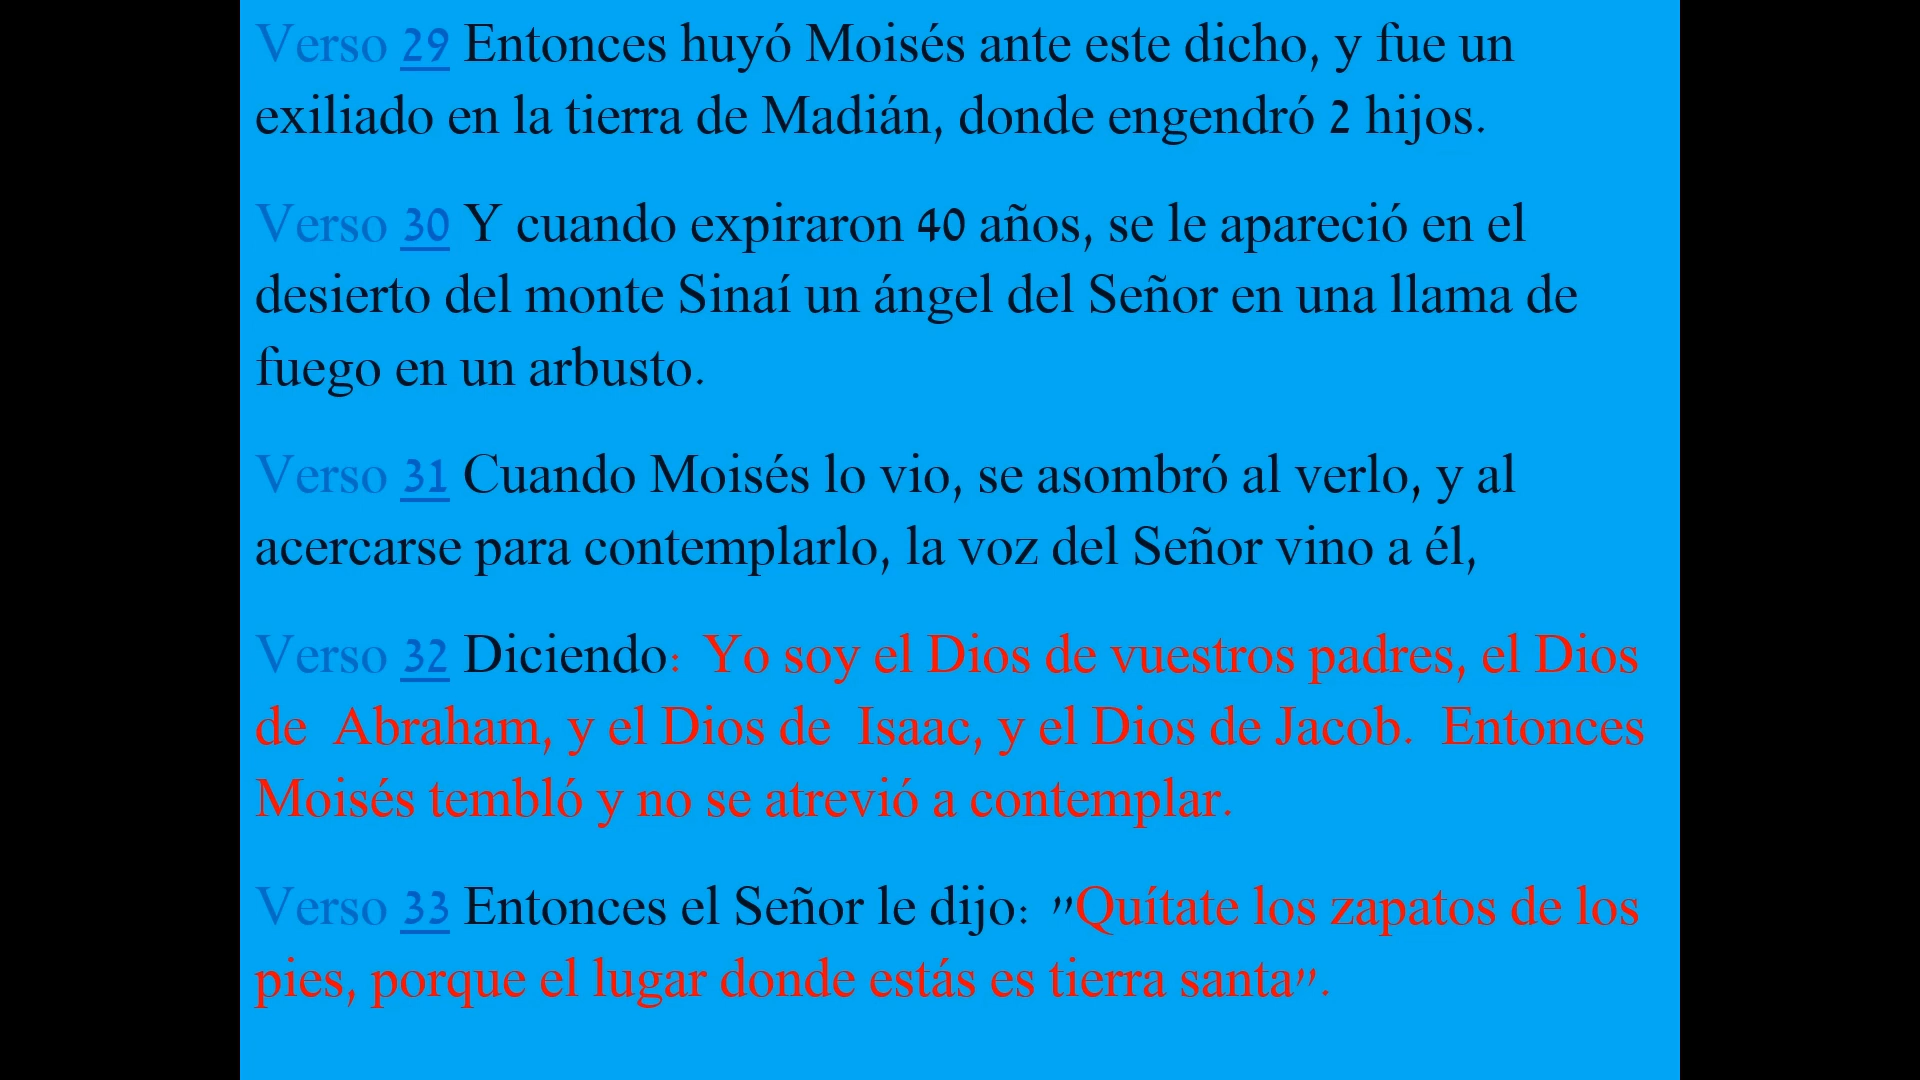 Verso 29 Entonces huyó Moisés ante este dicho, y fue un
exiliado en la tierra de Madián, donde engendró 2 hijos.
Verso 30 Y cuando expiraron 40 años, se le apareció en el
desierto del monte Sinaí un ángel del Señor en una llama de
fuego en un arbusto.
Verso 31 Cuando Moisés lo vio, se asombró al verlo, y al
acercarse para contemplarlo, la voz del Señor vino a él,
Verso 32 Diciendo: Yo soy el Dios de vuestros padres, el Dios
de Abraham, y el Dios de Isaac, y el Dios de Jacob. Entonces
Moisés tembló y no se atrevió a contemplar.
Verso 33 Entonces el Señor le dijo: "Quítate los zapatos de los
pies, porque el lugar donde estás es tierra santa".